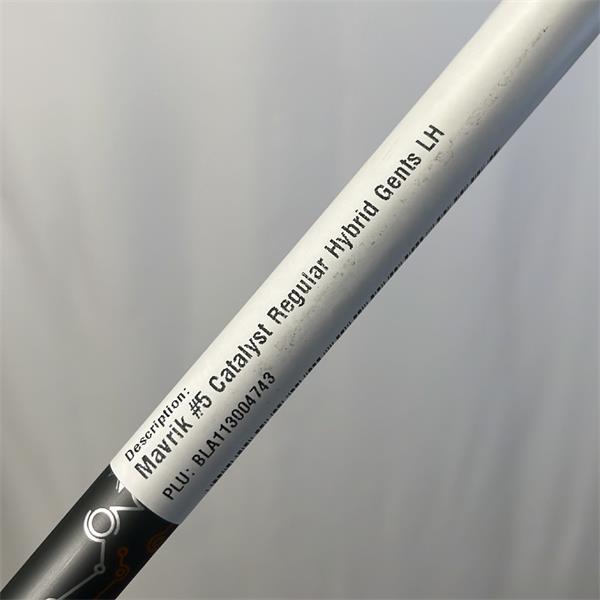 Description:
Mavrik #5 Catalyst Regular Hybrid Gents LH
PLU: BLA113004743